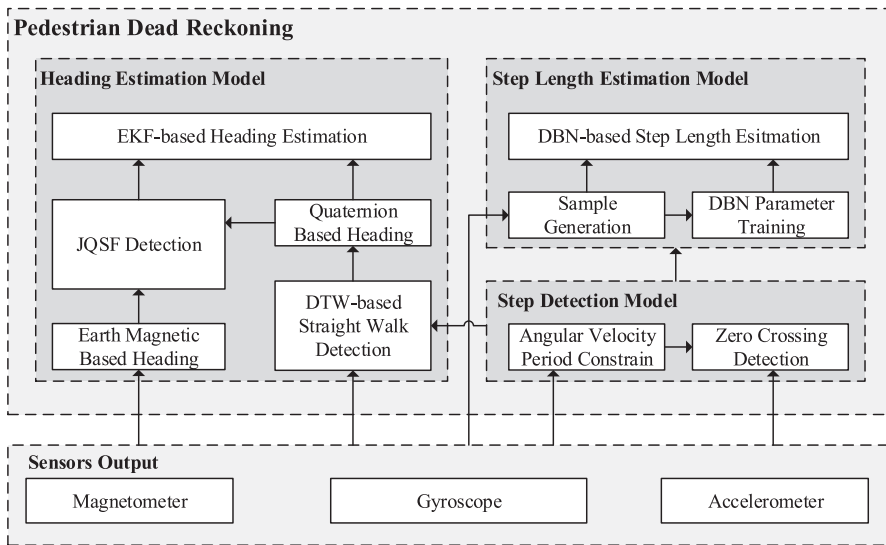 Pedestrian Dead Reckoning
Heading Estimation Model
EKF-based Heading Estimation
JQSF Detection
Quaternion
Based Heading
Earth Magnetic
Based Heading
DTW-based
Straight Walk
Detection
Step Length Estimation Model
DBN-based Step Length Esitmation
Sample
Generation
DBN Parameter
Training
Step Detection Model
Angular Velocity
Period Constrain
Zero Crossing
Detection
Sensors Output
Magnetometer
Gyroscope
Accelerometer